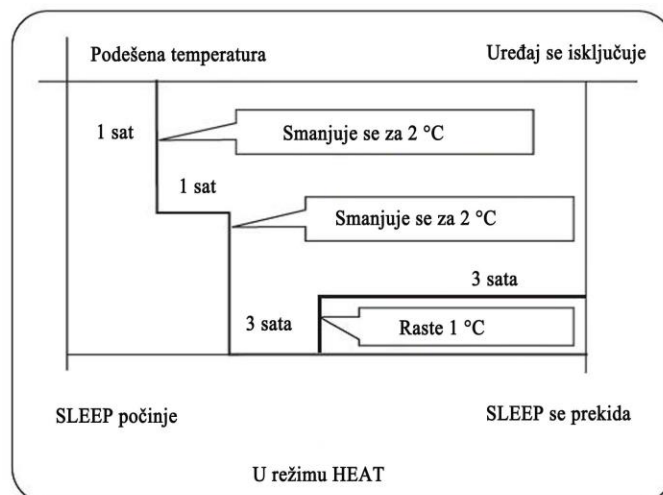 Podešena temperatura
Uređaj se isključuje
1 sat
Smanjuje se za 2 °C
1 sat
Smanjuje se za 2 °C
3 sata
3 sata
Raste 1 °C
SLEEP počinje
SLEEP se prekida
U režimu HEAT